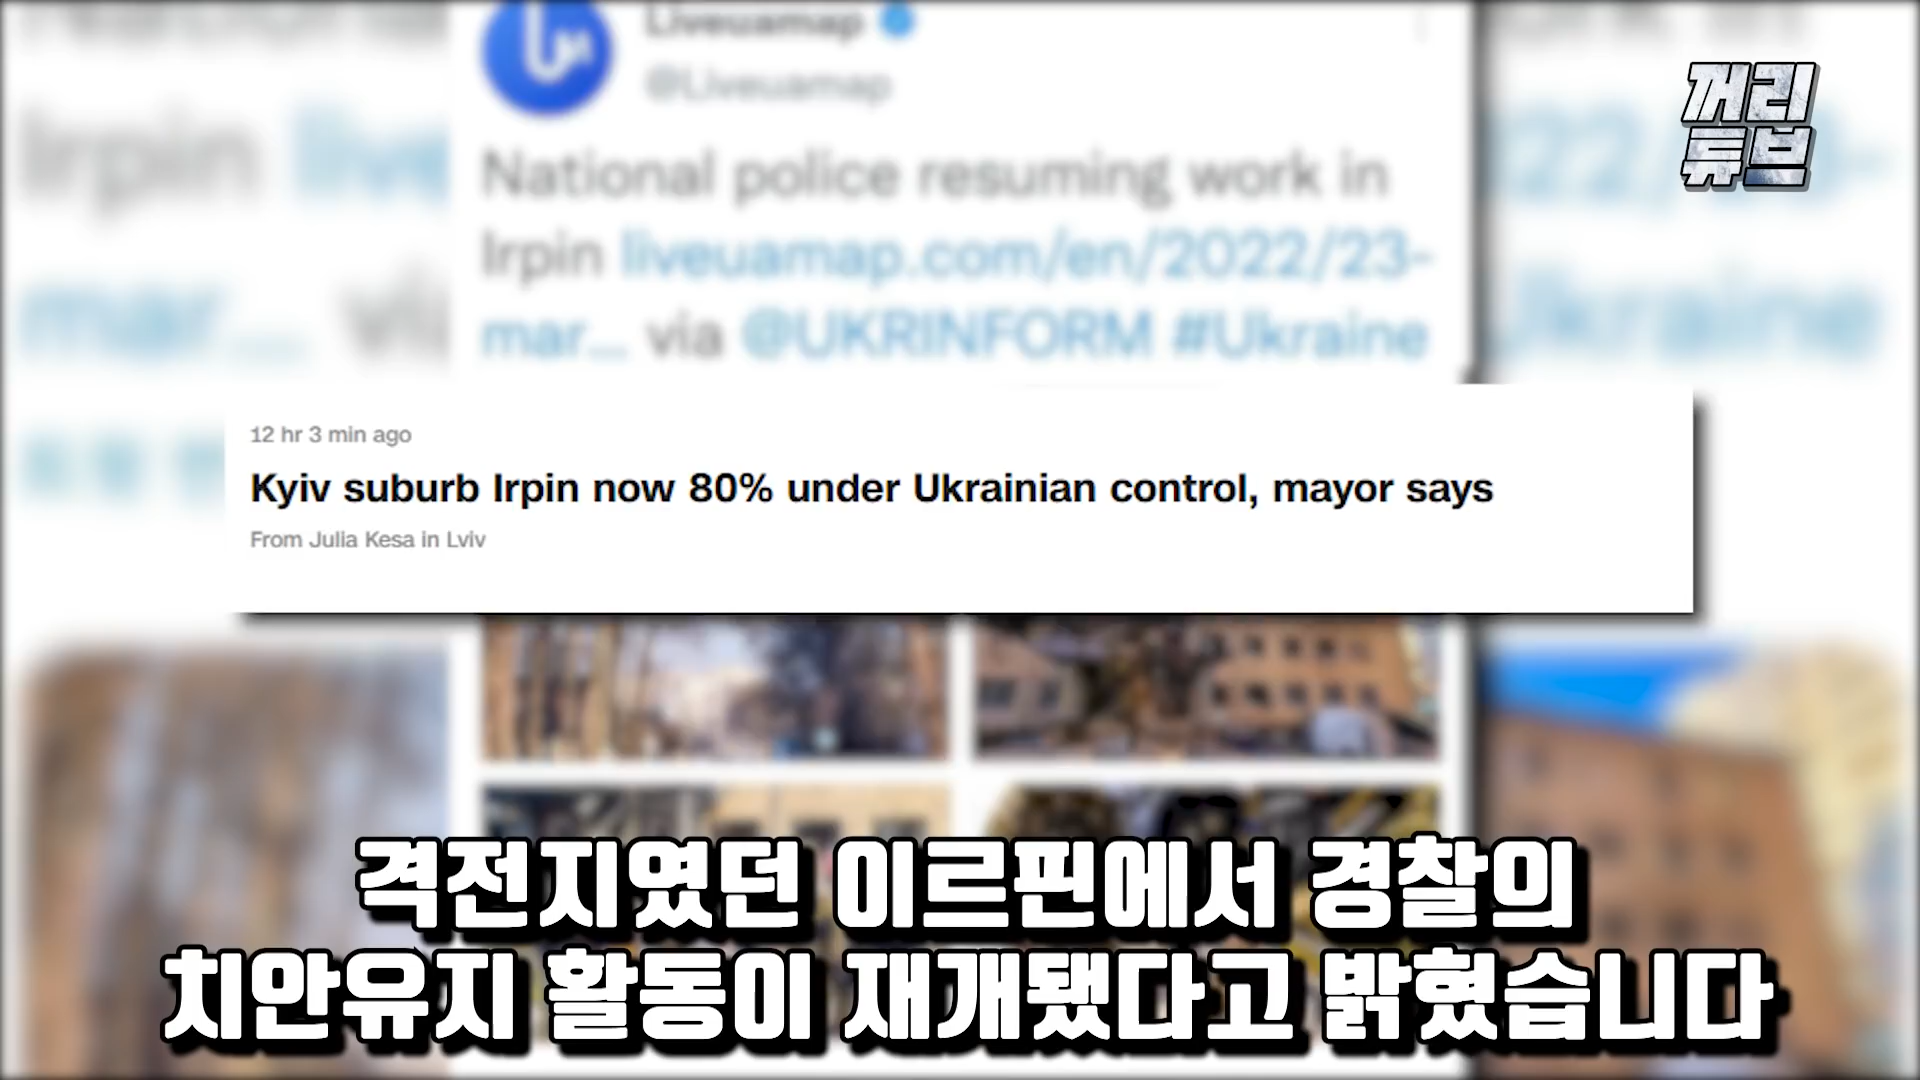 Liveuamap
@Liveuamap
National police resuming work in
Irpin liveuamap.com/en/2022/23-
mar... via @UKRINFORM #Ukraine
꺼리
튜브
12 hr 3 min ago
Kyiv suburb Irpin now 80% under Ukrainian control, mayor says
From Julia Kesa in Lviv
격전지였던 이르핀에서 경찰의
치안유지 활동이 재개됐다고 밝혔습니다